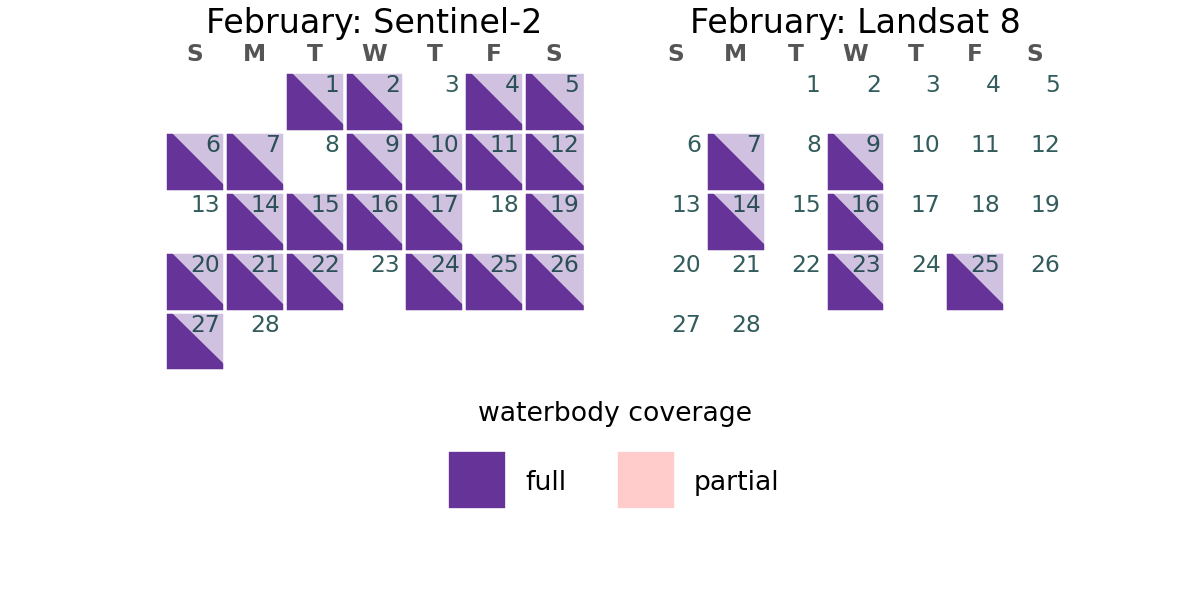 February: Sentinel-2
S M T W T F S
1 2 3 4 5
6 7 8 9 10 11 12
13 14 15 16 17 18 19
20 21 22 23 24 25 26
27 28
February: Landsat 8
S M T W T F S
1 2 3 4 5
6 7 8 9 10 11 12
13 14 15 16 17 18 19
20 21 22 23 24 25 26
27 28
waterbody coverage
full partial